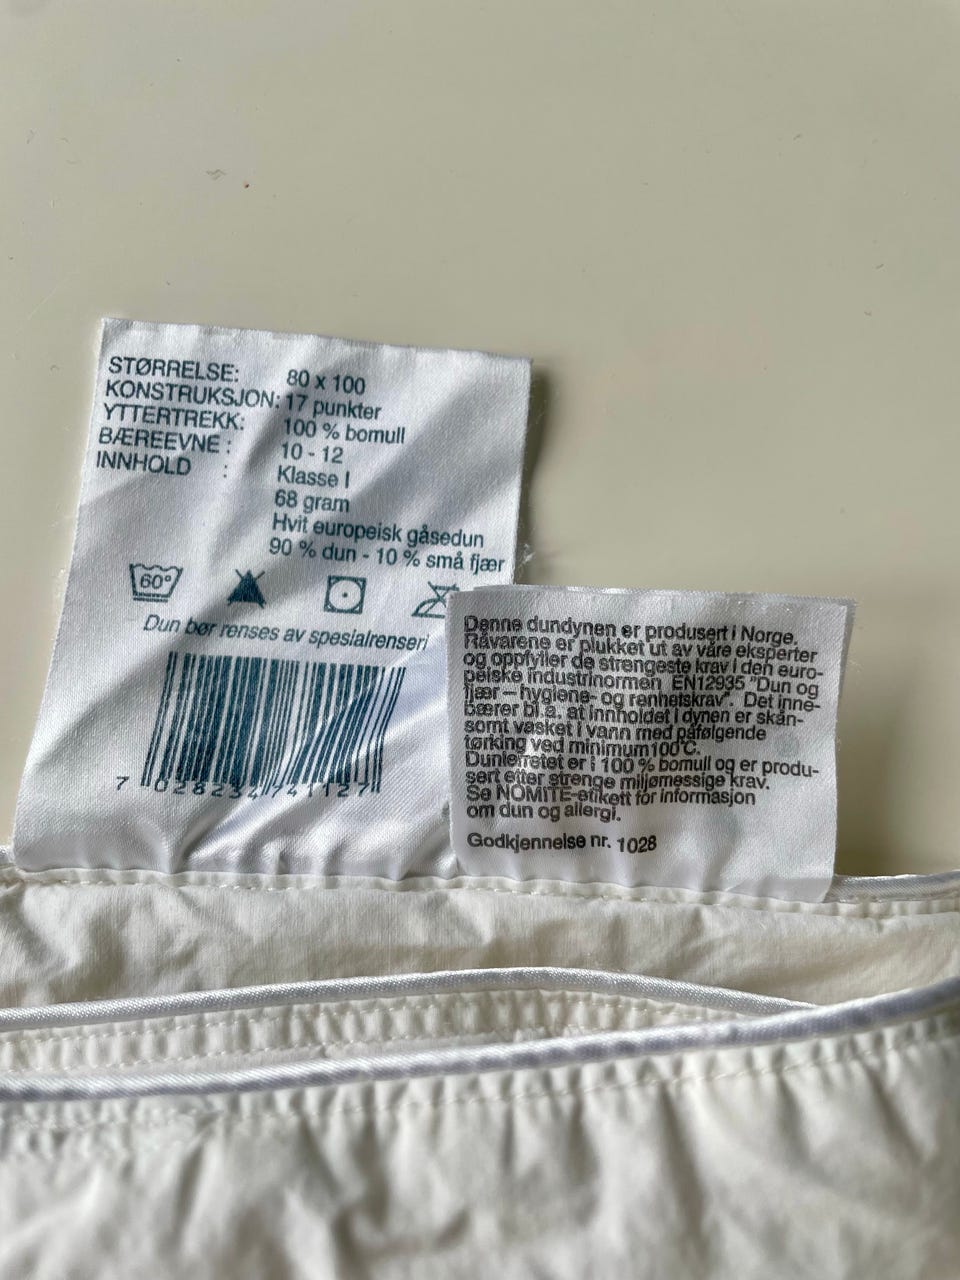 STØRRELSE: 80 x 100
KONSTRUKSJON: 17 punkter
YTTERTREKK: 100 % bomull
BÆREEVNE : 10 - 12
INNHOLD : Klasse I
68 gram
Hvit europeisk gåsedun
90 % dun - 10 % små fjær
60°
Dun bør renses av spesialrenseri
7 028234 741127
Denne dundynen er produsert i Norge.
Råvarene er plukket ut av våre eksperter
og oppfyller de strengeste krav i den euro-
peiske industrinormen EN12935 "Dun og
fjær – hygiene- og renhetskrav". Det inne-
bærer bl.a. at innholdet i dynen er skån-
somt vasket i vann med påfølgende
tørking ved minimum100°C.
Dunlerretet er i 100 % bomull og er produ-
sert etter strenge miljømessige krav.
Se NOMITE-etikett for informasjon
om dun og allergi.
Godkjennelse nr. 1028